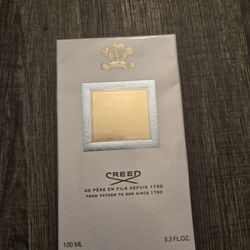 CREED
DE PÈRE EN FILS DEPUIS 1760
FROM FATHER TO SON SINCE 1760
100 ML 3.3 FL.OZ.